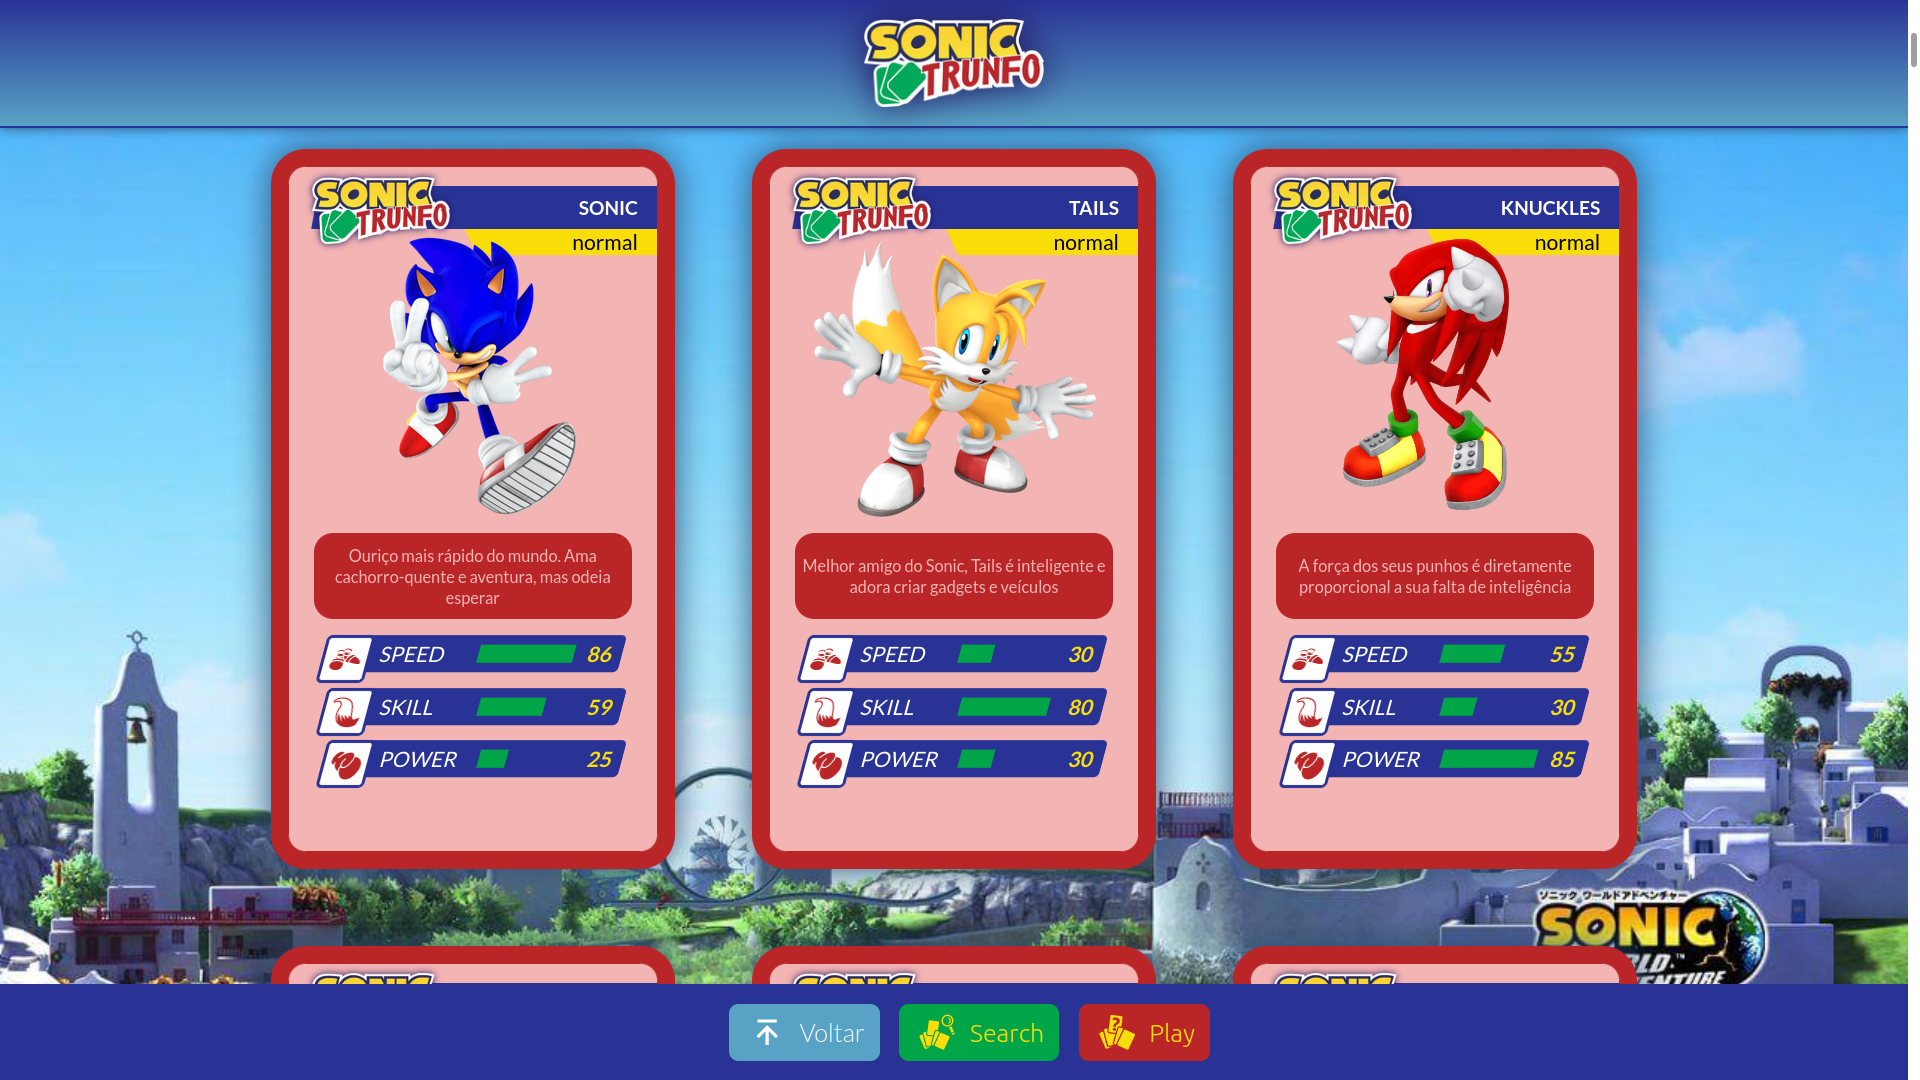 SONIC
TRUNFO
SONIC
TRUNFO
SONIC
normal
Ouriço mais rápido do mundo. Ama
cachorro-quente e aventura, mas odeia
esperar
SPEED 86
SKILL 59
POWER 25
SONIC
TRUNFO
TAILS
normal
Melhor amigo do Sonic, Tails é inteligente e
adora criar gadgets e veículos
SPEED 30
SKILL 80
POWER 30
SONIC
TRUNFO
KNUCKLES
normal
A força dos seus punhos é diretamente
proporcional a sua falta de inteligência
SPEED 55
SKILL 30
POWER 85
ソニック ワールドアドベンチャー
SONIC
SONIC
SONIC
SONIC
Voltar
Search
Play